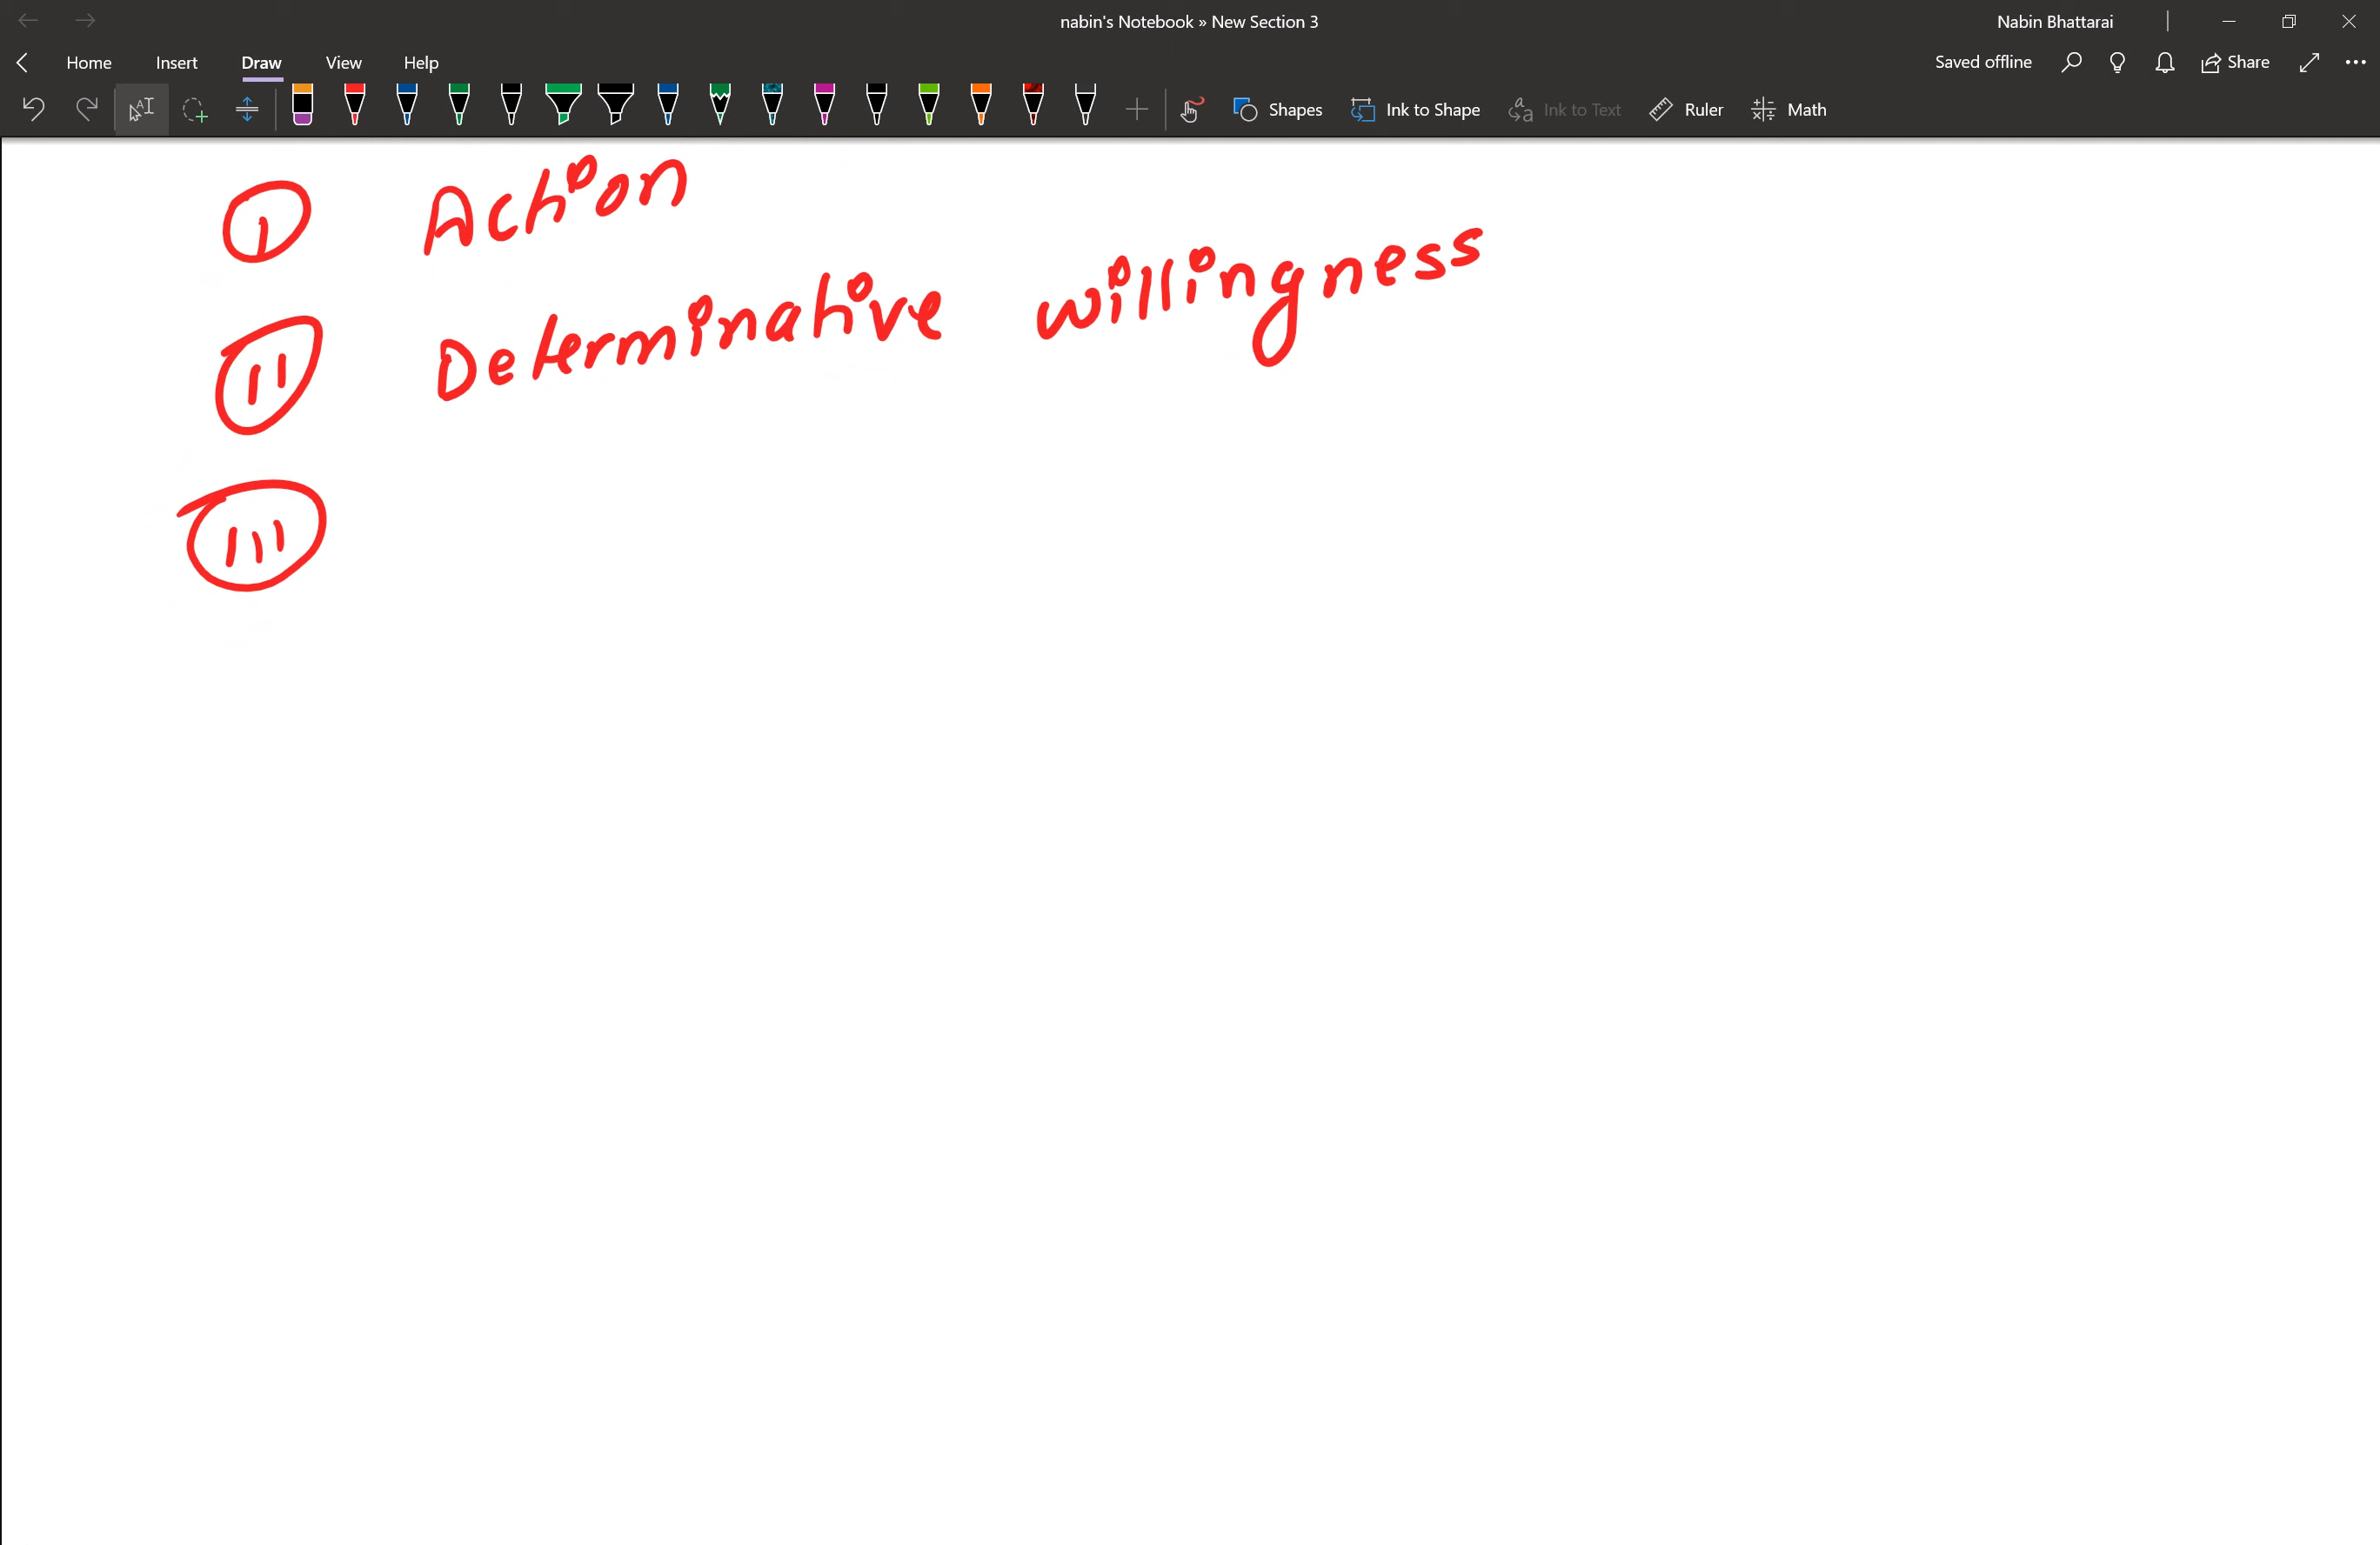 nabin's Notebook » New Section 3
Nabin Bhattarai
Home Insert Draw View Help
Saved offline
Share
Shapes Ink to Shape Ink to Text Ruler Math
I Action
II Determinative willingness
III